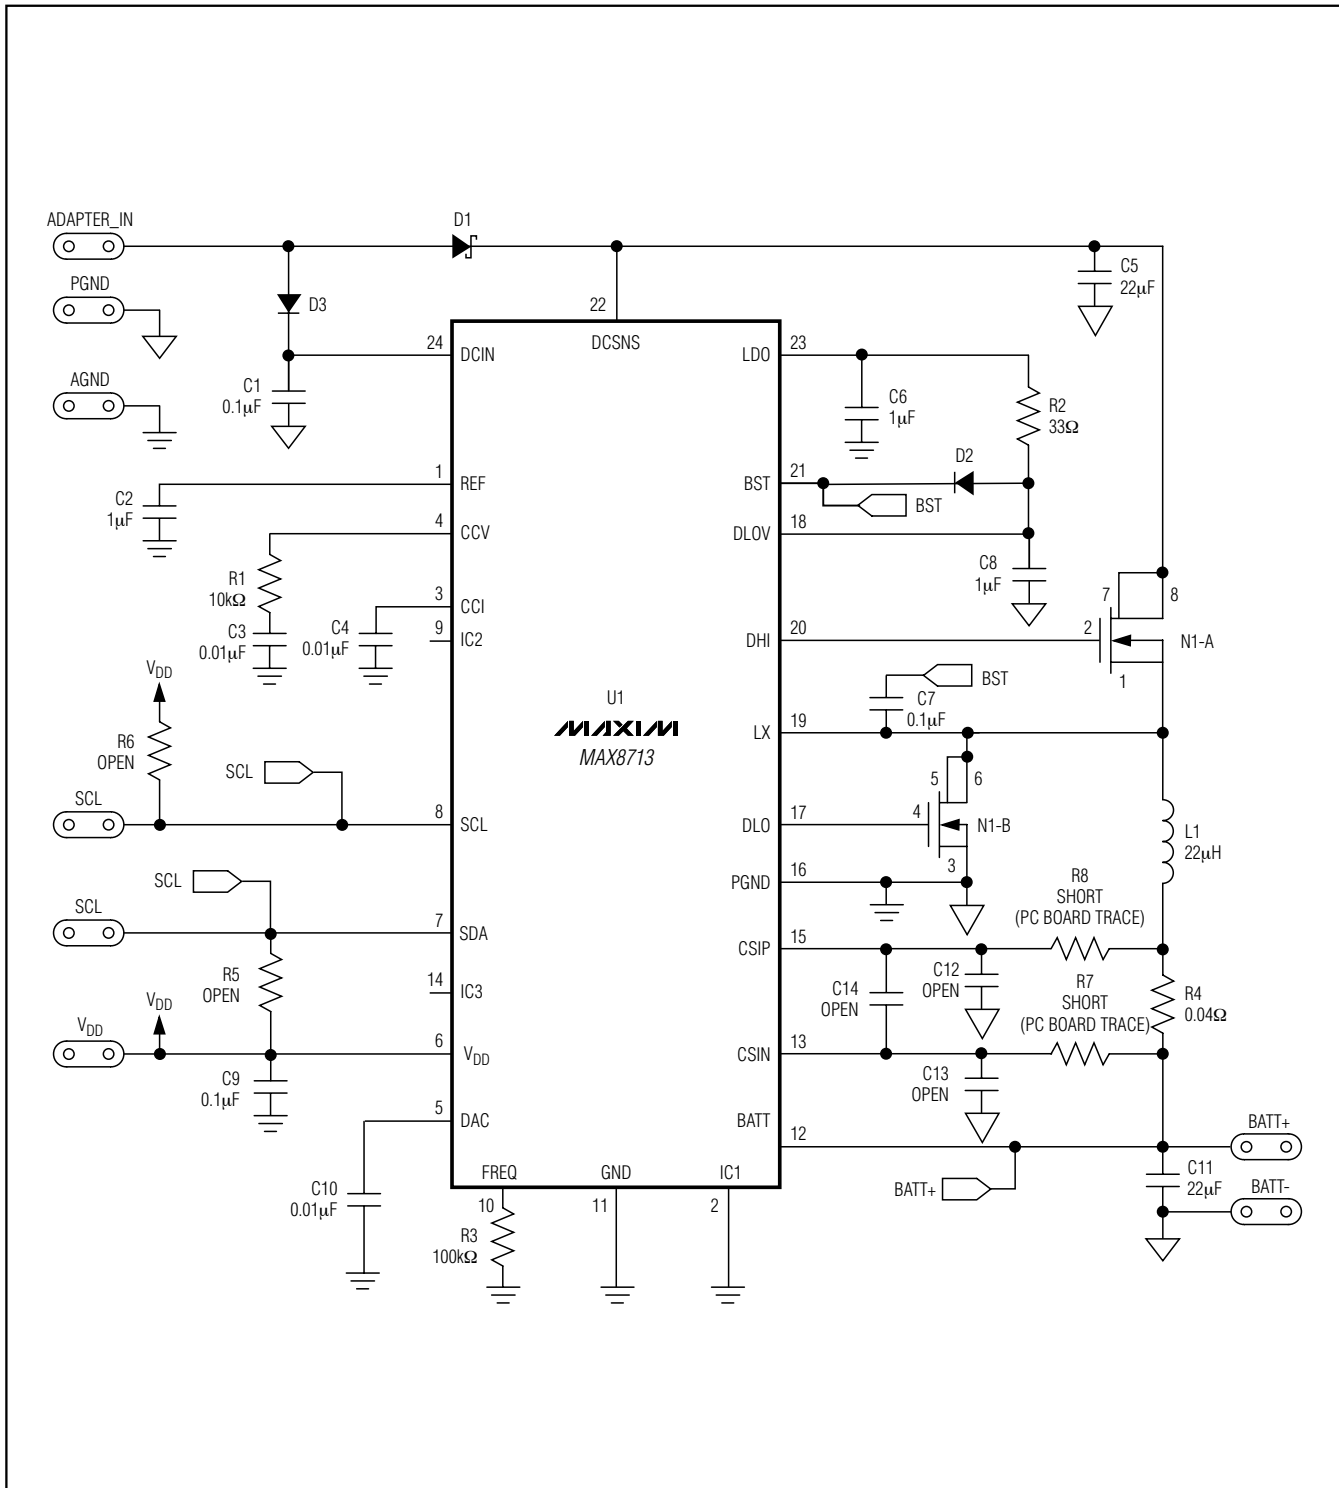 ADAPTER_IN
D1
PGND
D3
C5
22µF
22
24
DCIN
DCSNS
LDO
23
AGND
C1
0.1µF
C6
1µF
R2
33Ω
1
REF
C2
1µF
21
BST
D2
BST
4
CCV
18
DLOV
C8
1µF
R1
10kΩ
3
CCI
C3
0.01µF
C4
0.01µF
9
IC2
20
DHI
7
8
2
N1-A
1
VDD
U1
MAXIM
MAX8713
BST
C7
0.1µF
19
LX
R6
OPEN
SCL
5
6
SCL
8
SCL
17
DLO
4
N1-B
3
L1
22µH
SCL
16
PGND
R8
SHORT
(PC BOARD TRACE)
SCL
7
SDA
15
CSIP
R5
OPEN
14
IC3
C14
OPEN
C12
OPEN
R7
SHORT
(PC BOARD TRACE)
R4
0.04Ω
VDD
VDD
6
VDD
13
CSIN
C9
0.1µF
C13
OPEN
5
DAC
BATT
12
BATT+
C10
0.01µF
FREQ
GND
IC1
10
11
2
BATT+
C11
22µF
BATT-
R3
100kΩ